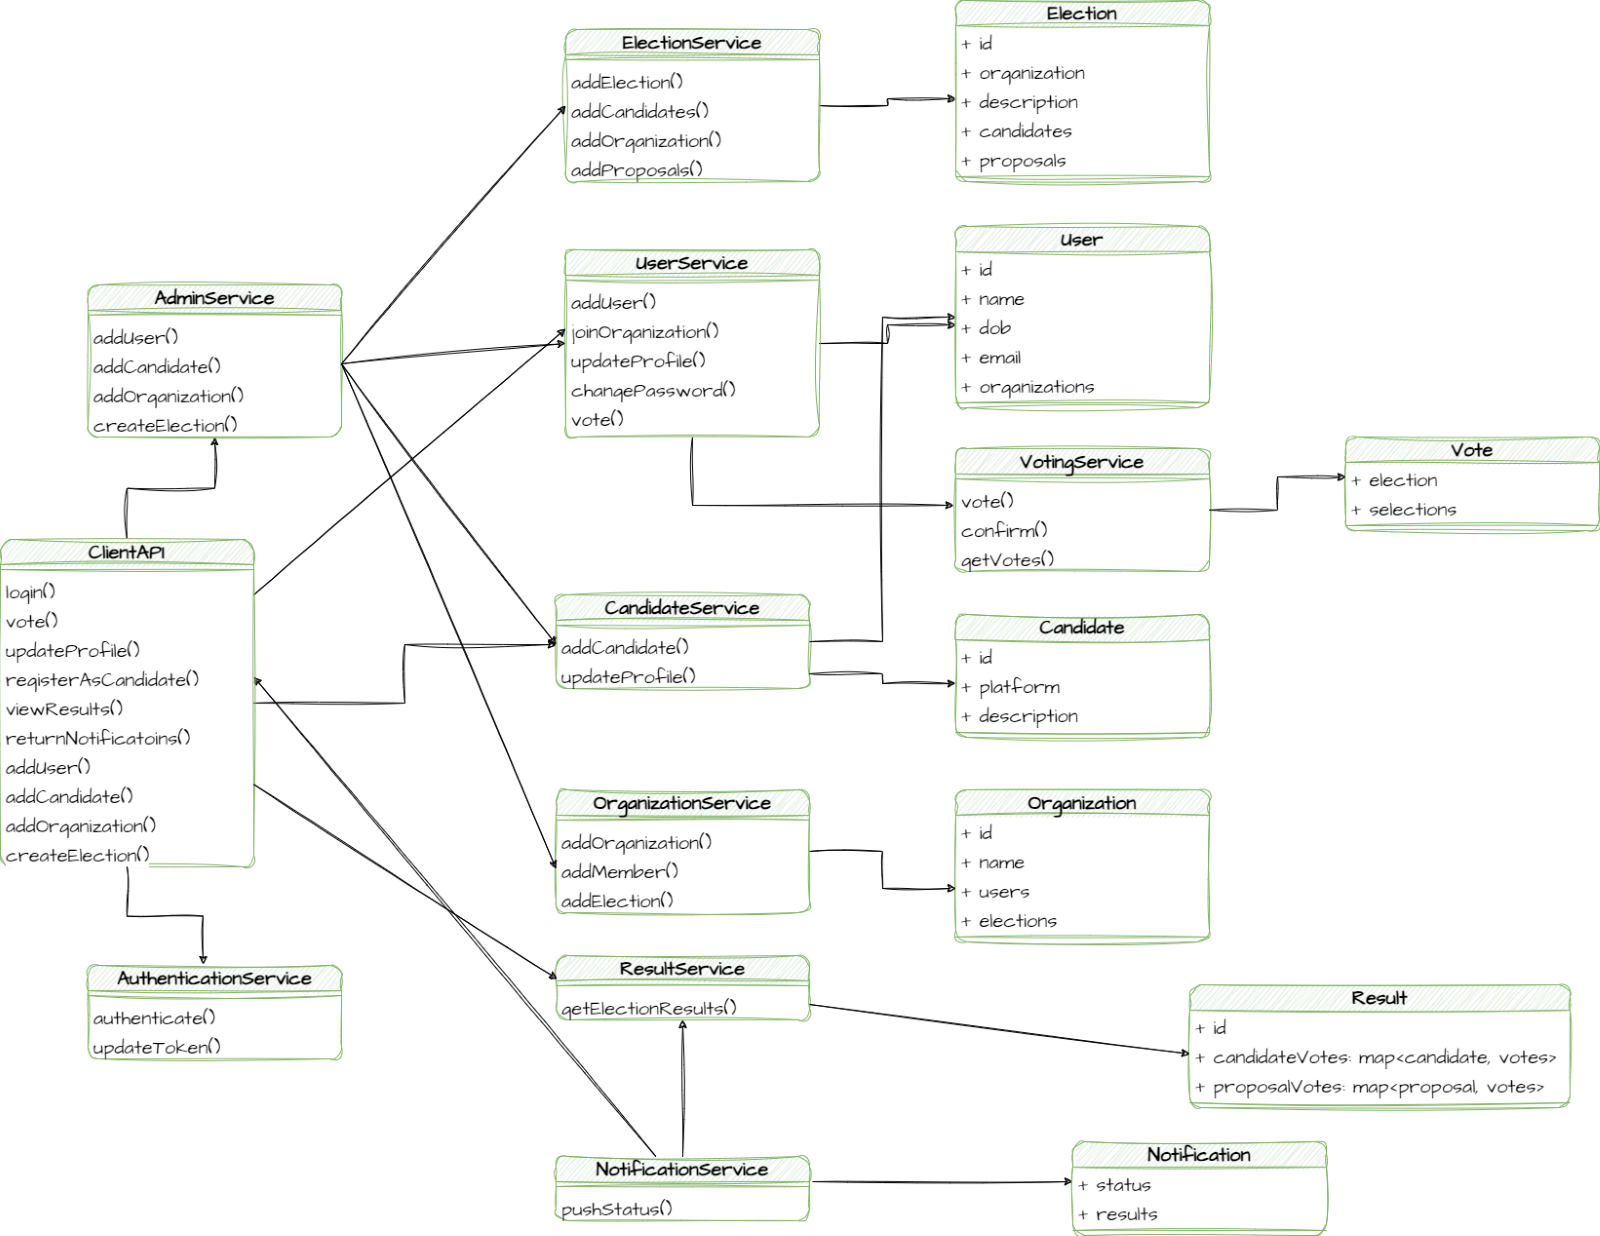 Election
+ id
+ organization
+ description
+ candidates
+ proposals
ElectionService
addElection()
addCandidates()
addOrganization()
addProposals()
User
+ id
+ name
+ dob
+ email
+ organizations
UserService
addUser()
joinOrganization()
updateProfile()
changePassword()
vote()
AdminService
addUser()
addCandidate()
addOrganization()
createElection()
VotingService
vote()
confirm()
getVotes()
Vote
+ election
+ selections
ClientAPI
login()
vote()
updateProfile()
registerAsCandidate()
viewResults()
returnNotificatoins()
addUser()
addCandidate()
addOrganization()
createElection()
CandidateService
addCandidate()
updateProfile()
Candidate
+ id
+ platform
+ description
OrganizationService
addOrganization()
addMember()
addElection()
Organization
+ id
+ name
+ users
+ elections
AuthenticationService
authenticate()
updateToken()
ResultService
getElectionResults()
Result
+ id
+ candidateVotes: map<candidate, votes>
+ proposalVotes: map<proposal, votes>
NotificationService
pushStatus()
Notification
+ status
+ results